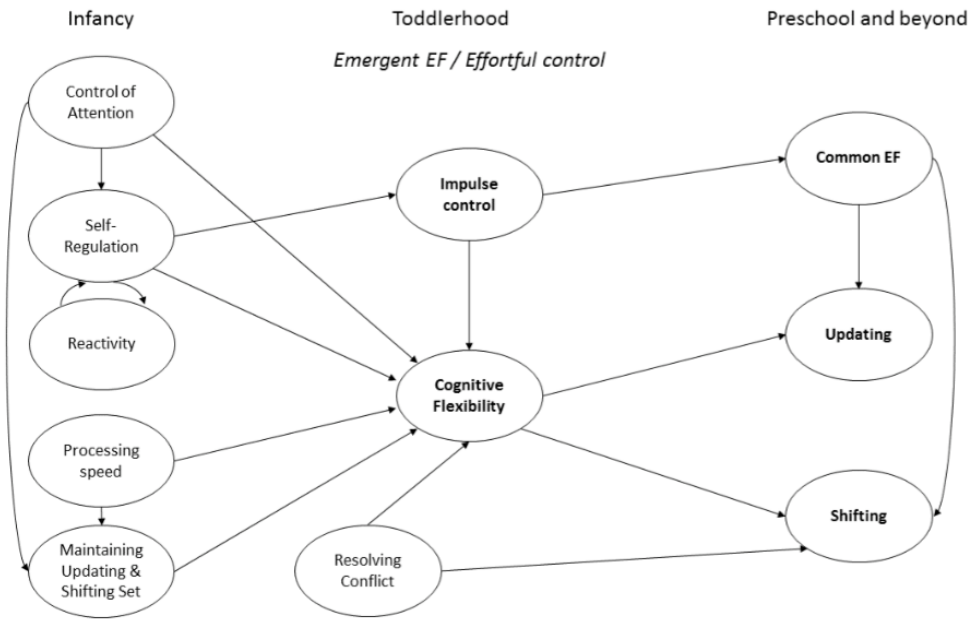 Infancy
Toddlerhood
Preschool and beyond
Emergent EF / Effortful control
Control of
Attention
Self-
Regulation
Reactivity
Processing
speed
Maintaining
Updating &
Shifting Set
Impulse
control
Cognitive
Flexibility
Resolving
Conflict
Common EF
Updating
Shifting